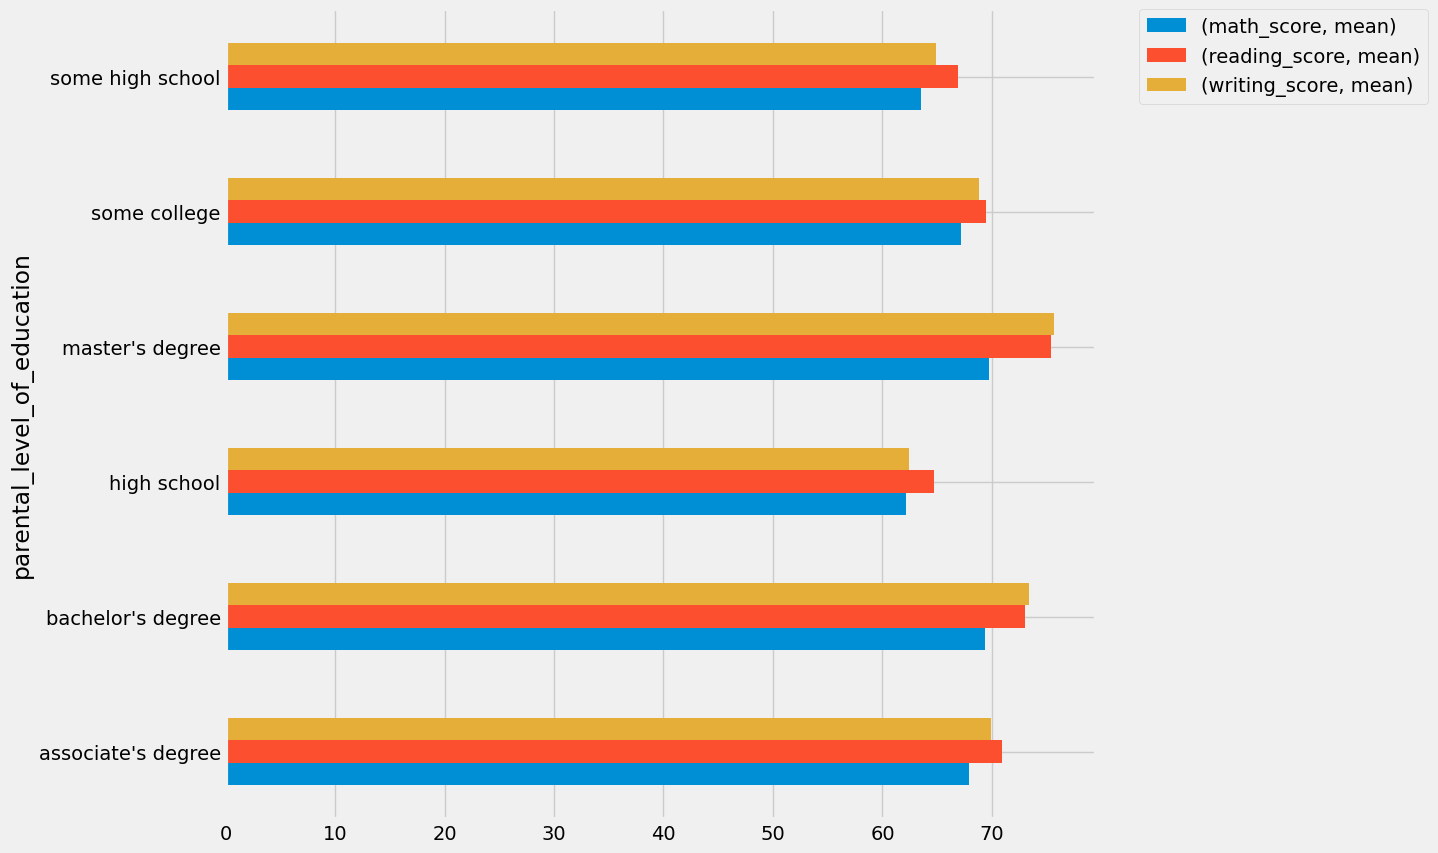 (math_score, mean)
(reading_score, mean)
(writing_score, mean)
parental_level_of_education
some high school
some college
master's degree
high school
bachelor's degree
associate's degree
0 10 20 30 40 50 60 70